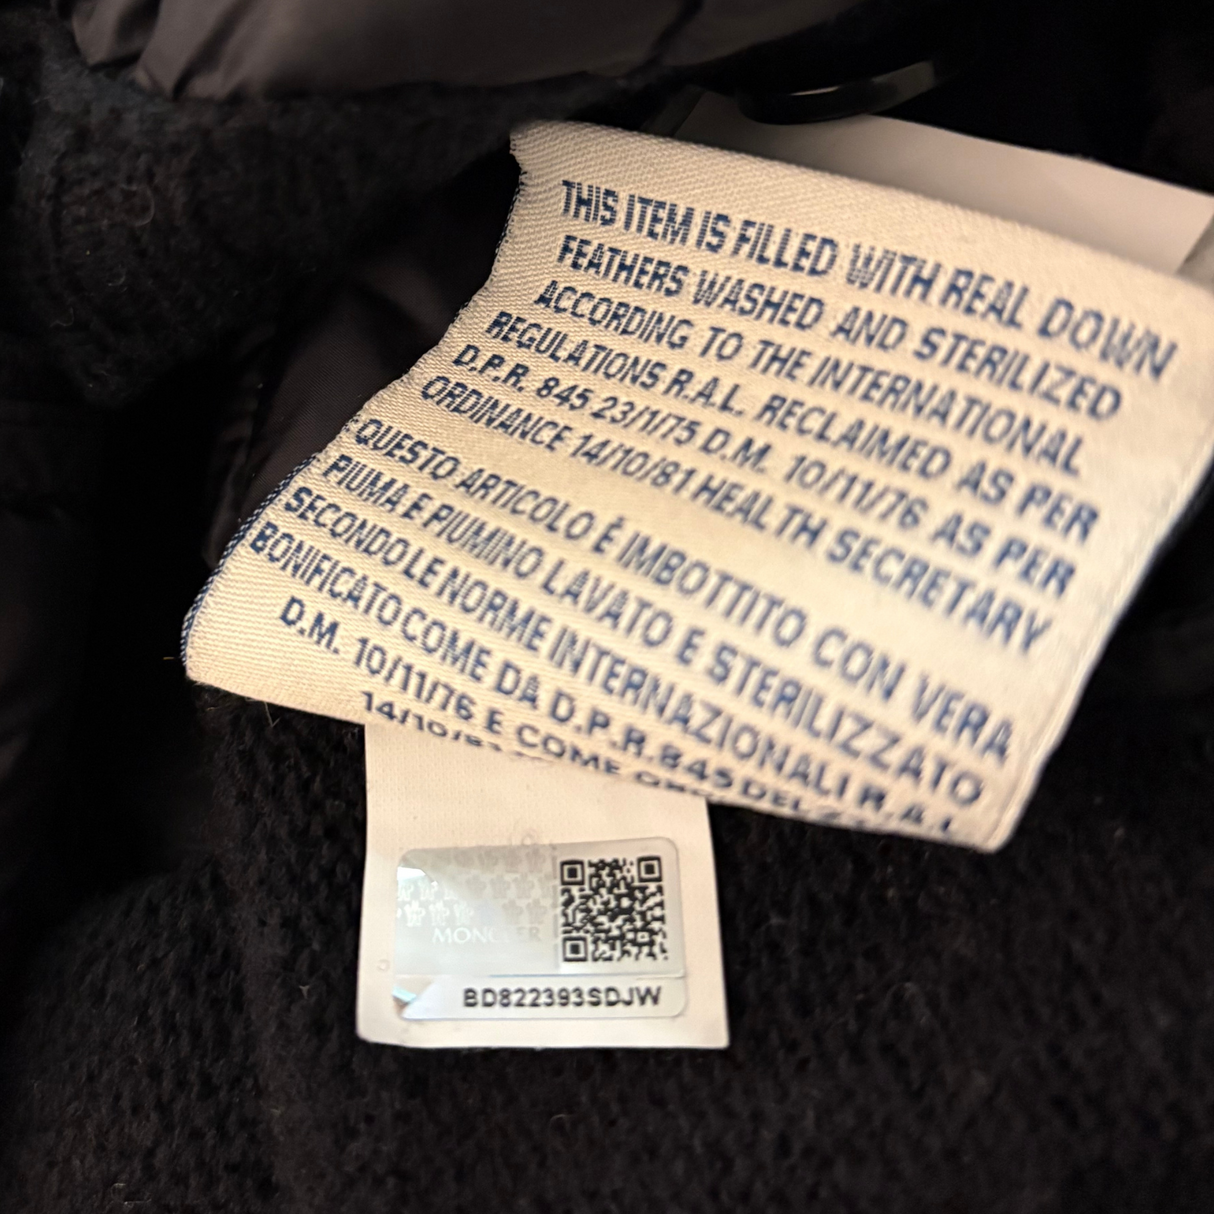 THIS ITEM IS FILLED WITH REAL DOWN
FEATHERS WASHED AND STERILIZED
ACCORDING TO THE INTERNATIONAL
REGULATIONS R.A.L. RECLAIMED AS PER
D.P.R. 845 23/1/75 D.M. 10/11/76 AS PER
ORDINANCE 14/10/81 HEALTH SECRETARY
QUESTO ARTICOLO È IMBOTTITO CON VERA
PIUMA E PIUMINO LAVATO E STERILIZZATO
SECONDO LE NORME INTERNAZIONALI R.A.L
BONIFICATO COME DA D.P.R.845 DEL
D.M. 10/11/76 E COME
14/10/
MONCLER
BD822393SDJW